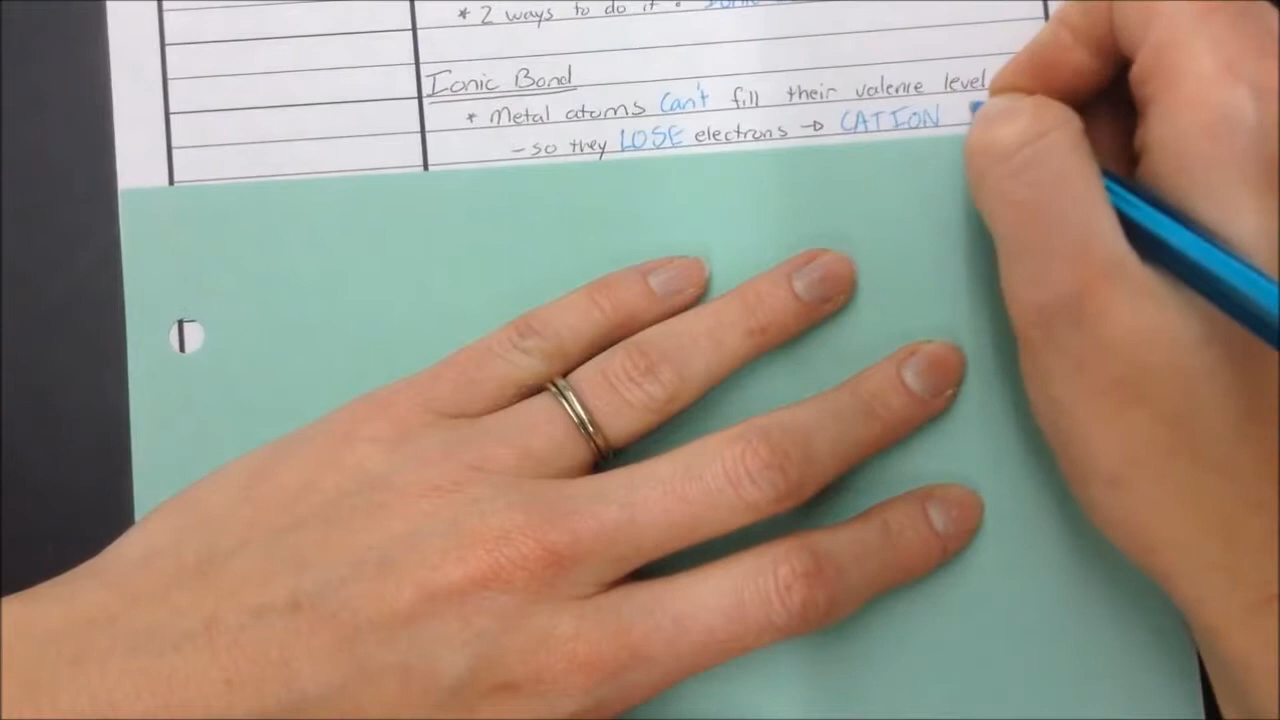 * 2 ways to do it :
Ionic Bond
* Metal atoms can't fill their valence level
- so they LOSE electrons → CATION